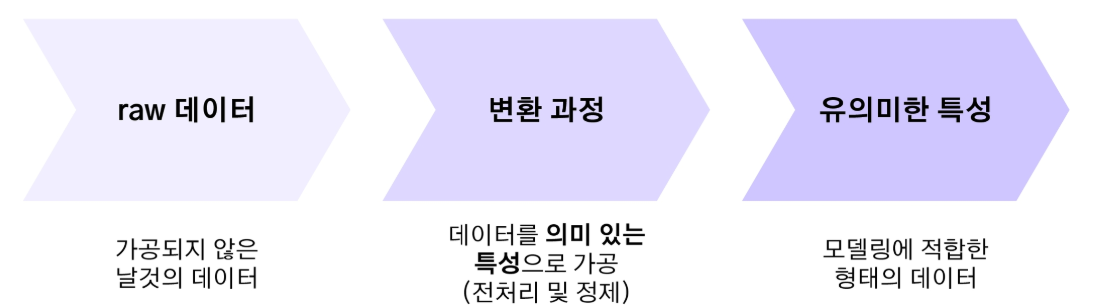 raw 데이터
변환 과정
유의미한 특성
가공되지 않은
날것의 데이터
데이터를 의미 있는
특성으로 가공
(전처리 및 정제)
모델링에 적합한
형태의 데이터